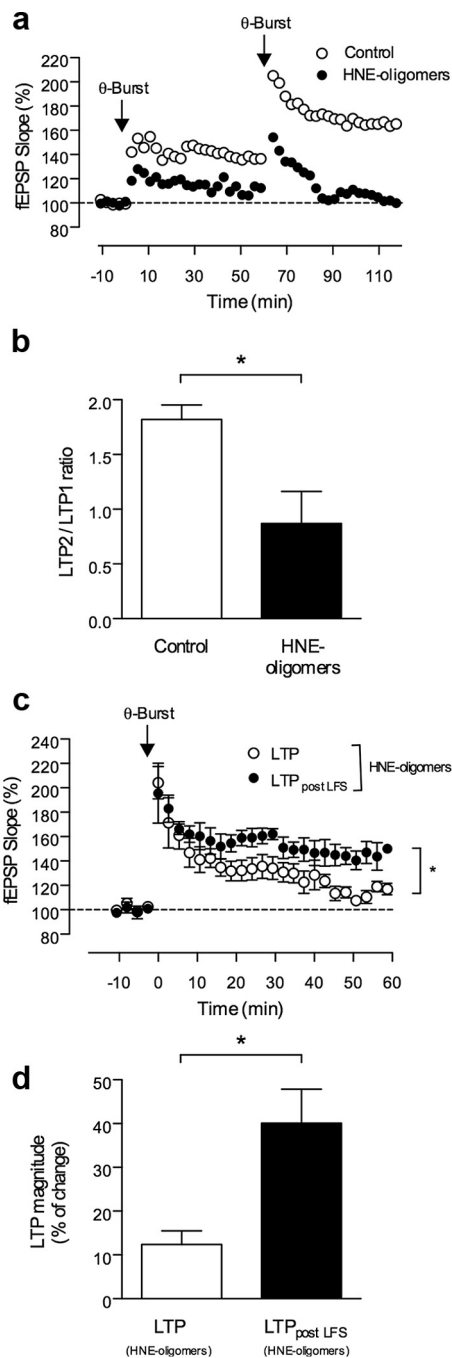 a
θ-Burst
θ-Burst
Control
HNE-oligomers
fEPSP Slope (%)
220
200
180
160
140
120
100
80
-10 10 30 50 70 90 110
Time (min)
b
*
LTP2 / LTP1 ratio
2.0
1.5
1.0
0.5
0.0
Control
HNE-
oligomers
c
θ-Burst
LTP
LTPpost LFS
HNE-oligomers
fEPSP Slope (%)
240
220
200
180
160
140
120
100
80
*
-10 0 10 20 30 40 50 60
Time (min)
d
*
LTP magnitude
(% of change)
50
40
30
20
10
0
LTP
(HNE-oligomers)
LTPpost LFS
(HNE-oligomers)